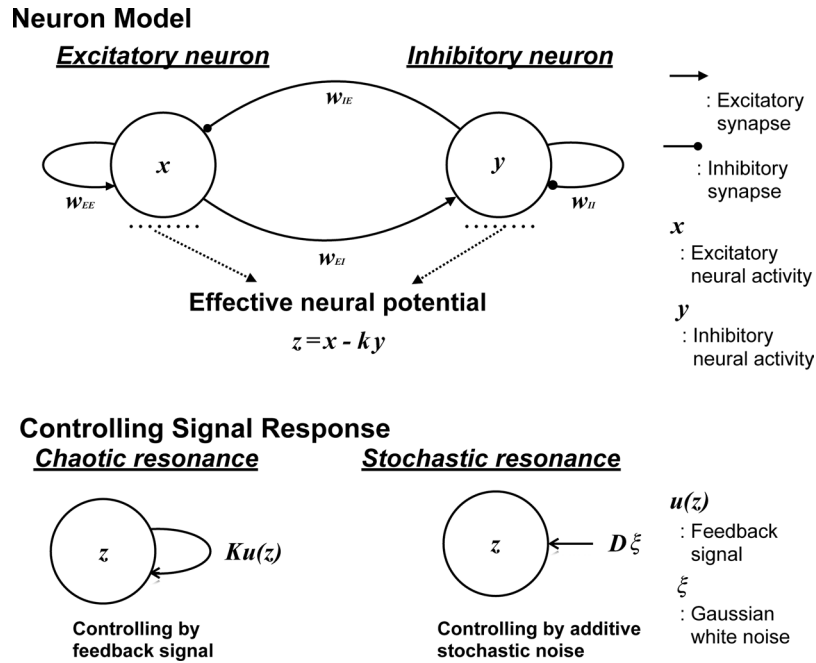 Neuron Model
Excitatory neuron
Inhibitory neuron
w_IE
x
y
w_EE
w_II
w_EI
Effective neural potential
z=x - ky
: Excitatory
synapse
: Inhibitory
synapse
x
: Excitatory
neural activity
y
: Inhibitory
neural activity
Controlling Signal Response
Chaotic resonance
Stochastic resonance
z
Ku(z)
z
Dξ
Controlling by
feedback signal
Controlling by additive
stochastic noise
u(z)
: Feedback
signal
ξ
: Gaussian
white noise